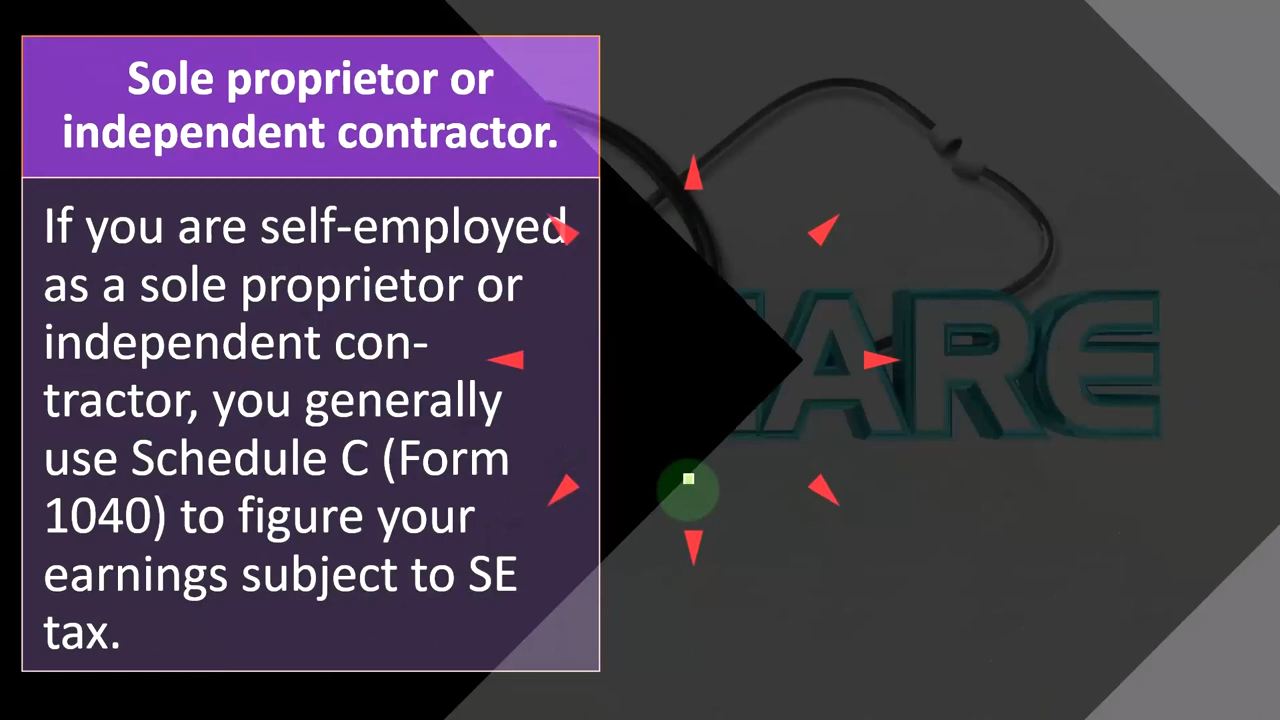 Sole proprietor or
independent contractor.
If you are self-employed
as a sole proprietor or
independent con-
tractor, you generally
use Schedule C (Form
1040) to figure your
earnings subject to SE
tax.